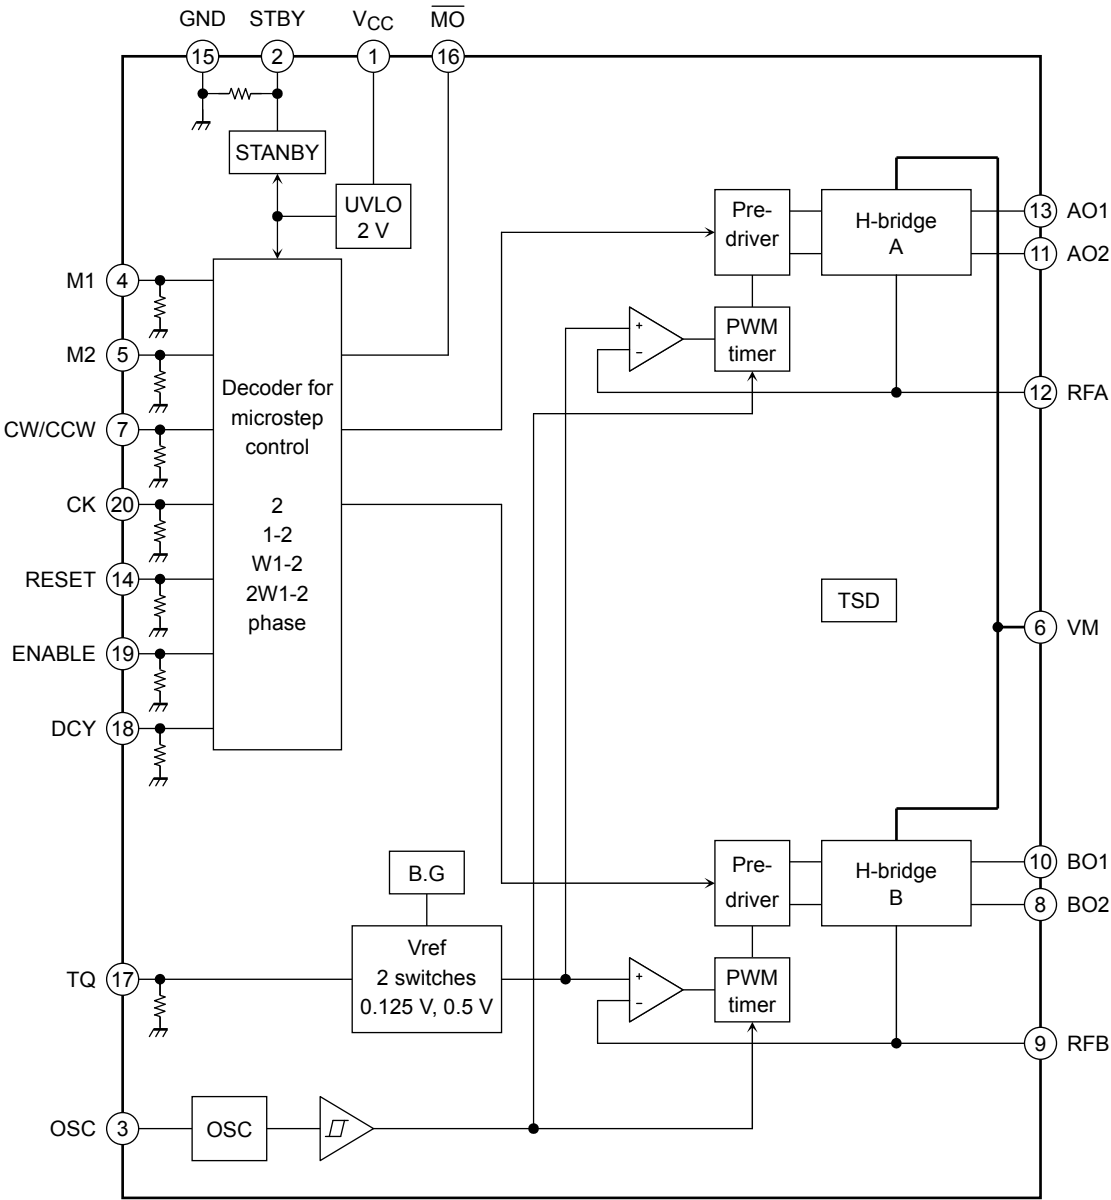 GND STBY VCC MO
15 2 1 16
STANBY
UVLO
2 V
Pre-
driver
H-bridge
A
13 AO1
11 AO2
M1 4
PWM
timer
+
−
M2 5
12 RFA
Decoder for
microstep
control
CW/CCW 7
CK 20
2
1-2
W1-2
2W1-2
phase
RESET 14
TSD
6 VM
ENABLE 19
DCY 18
B.G
Pre-
driver
H-bridge
B
10 BO1
8 BO2
TQ 17
Vref
2 switches
0.125 V, 0.5 V
+
−
PWM
timer
9 RFB
OSC 3
OSC